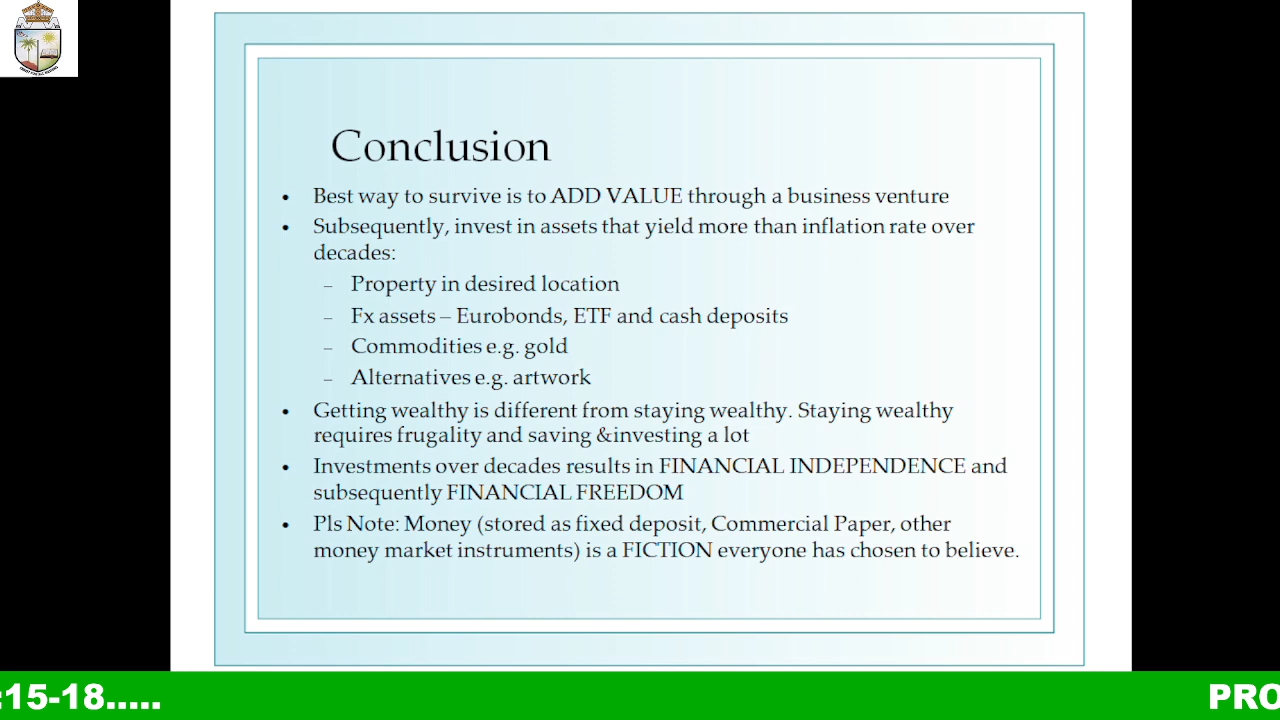 Conclusion
• Best way to survive is to ADD VALUE through a business venture
• Subsequently, invest in assets that yield more than inflation rate over
decades:
– Property in desired location
– Fx assets – Eurobonds, ETF and cash deposits
– Commodities e.g. gold
– Alternatives e.g. artwork
• Getting wealthy is different from staying wealthy. Staying wealthy
requires frugality and saving &investing a lot
• Investments over decades results in FINANCIAL INDEPENDENCE and
subsequently FINANCIAL FREEDOM
• Pls Note: Money (stored as fixed deposit, Commercial Paper, other
money market instruments) is a FICTION everyone has chosen to believe.
:15-18..... PRO